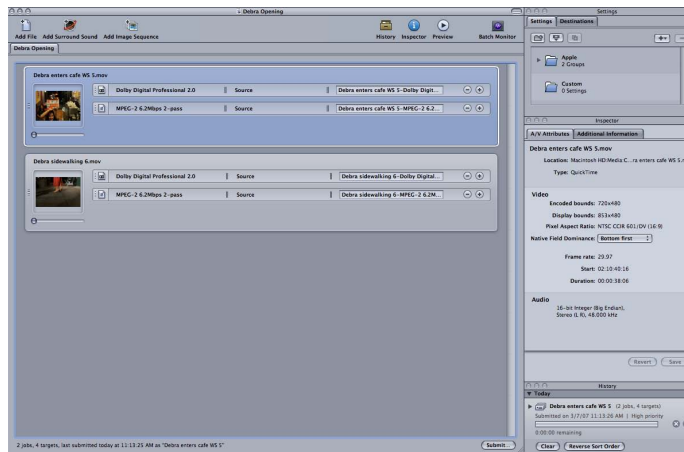 Debra Opening
Add File Add Surround Sound Add Image Sequence
History Inspector Preview Batch Monitor
Debra Opening
Debra enters cafe WS 5.mov
Dolby Digital Professional 2.0 Source Debra enters cafe WS 5-Dolby Digit...
MPEG-2 6.2Mbps 2-pass Source Debra enters cafe WS 5-MPEG-2 6.2...
Debra sidewalking 6.mov
Dolby Digital Professional 2.0 Source Debra sidewalking 6-Dolby Digital...
MPEG-2 6.2Mbps 2-pass Source Debra sidewalking 6-MPEG-2 6.2M...
2 jobs, 4 targets, last submitted today at 11:13:25 AM as "Debra enters cafe WS 5"
Submit...
Settings
Settings Destinations
Apple
2 Groups
Custom
0 Settings
Inspector
A/V Attributes Additional Information
Debra enters cafe WS 5.mov
Location: Macintosh HD:Media:C...ra enters cafe WS 5.m
Type: QuickTime
Video
Encoded bounds: 720x480
Display bounds: 853x480
Pixel Aspect Ratio: NTSC CCIR 601/DV (16:9)
Native Field Dominance: Bottom first
Frame rate: 29.97
Start: 02:10:40:16
Duration: 00:00:38:06
Audio
16-bit Integer (Big Endian),
Stereo (L R), 48.000 kHz
Revert Save
History
Today
Debra enters cafe WS 5 (2 jobs, 4 targets)
Submitted on 3/7/07 11:13:26 AM | High priority
0:00:00 remaining
Clear Reverse Sort Order